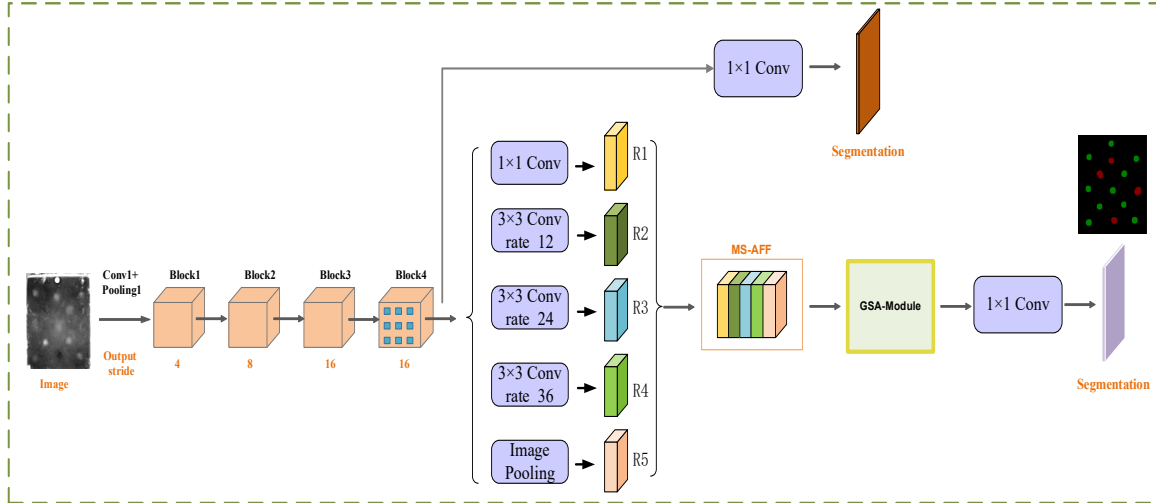 1×1 Conv
Segmentation
1×1 Conv
R1
3×3 Conv
rate 12
R2
MS-AFF
Conv1+
Pooling1
Block1
Block2
Block3
Block4
3×3 Conv
rate 24
R3
GSA-Module
1×1 Conv
Output
stride
4
8
16
16
Image
3×3 Conv
rate 36
R4
Segmentation
Image
Pooling
R5